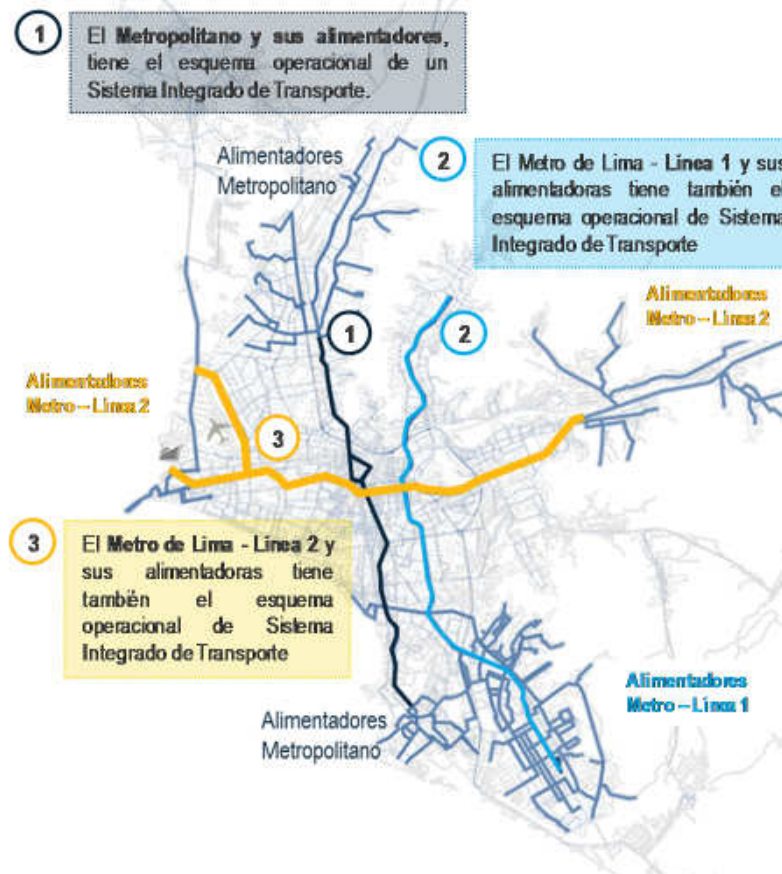 1
El Metropolitano y sus alimentadores,
tiene el esquema operacional de un
Sistema Integrado de Transporte.
Alimentadores
Metropolitano
2
El Metro de Lima - Línea 1 y sus
alimentadoras tiene también el
esquema operacional de Sistema
Integrado de Transporte
Alimentadores
Metro – Línea 2
1
2
Alimentadores
Metro – Línea 2
3
3
El Metro de Lima - Línea 2 y
sus alimentadoras tiene
también el esquema
operacional de Sistema
Integrado de Transporte
Alimentadores
Metro – Línea 1
Alimentadores
Metropolitano